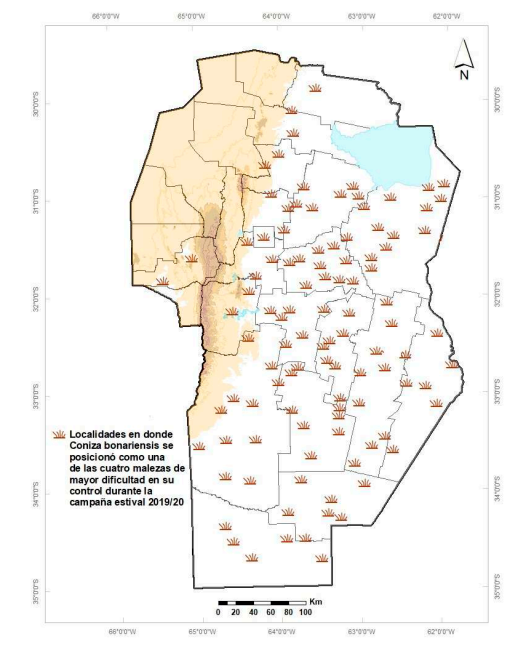 66°0'0"W 65°0'0"W 64°0'0"W 63°0'0"W 62°0'0"W
N
30°0'0"S 30°0'0"S
31°0'0"S 31°0'0"S
32°0'0"S 32°0'0"S
33°0'0"S 33°0'0"S
Localidades en donde
Coniza bonariensis se
posicionó como una
de las cuatro malezas de
mayor dificultad en su
control durante la
campaña estival 2019/20
34°0'0"S 34°0'0"S
35°0'0"S 35°0'0"S
Km
0 20 40 60 80 100
66°0'0"W 65°0'0"W 64°0'0"W 63°0'0"W 62°0'0"W